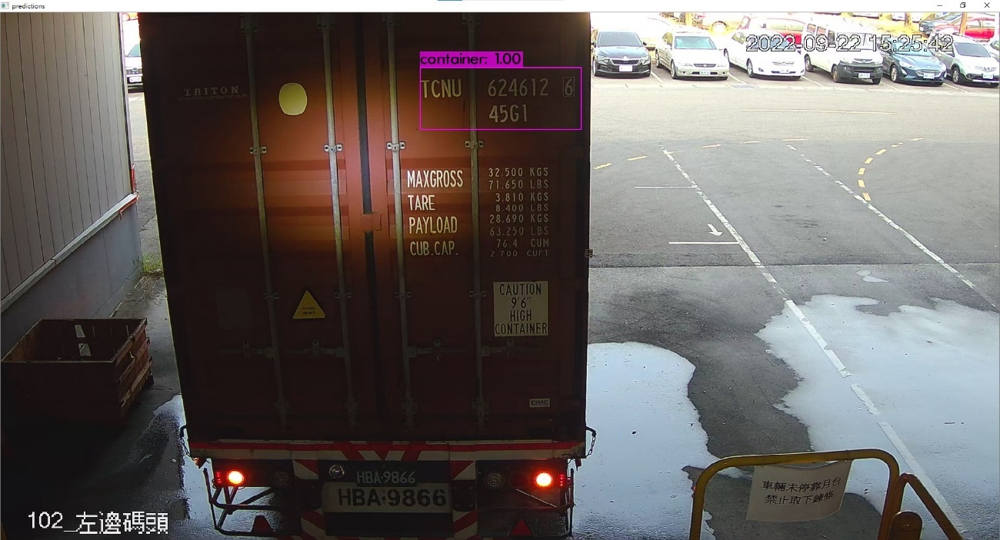 predictions
2022-09-22 15:25:42
container: 1.00
TRITON
TCNU 624612 6
45G1
MAXGROSS 32.500 KGS
71.650 LBS
TARE 3.810 KGS
8.400 LBS
PAYLOAD 28.690 KGS
63.250 LBS
CUB.CAP. 76.4 CUM
2.700 CUFT
CAUTION
9'6"
HIGH
CONTAINER
SUPER
HEAVY
CIMC
HBA·9866
HBA·9866
車輛未停靠月台
禁止取下鍊條
102_左邊碼頭